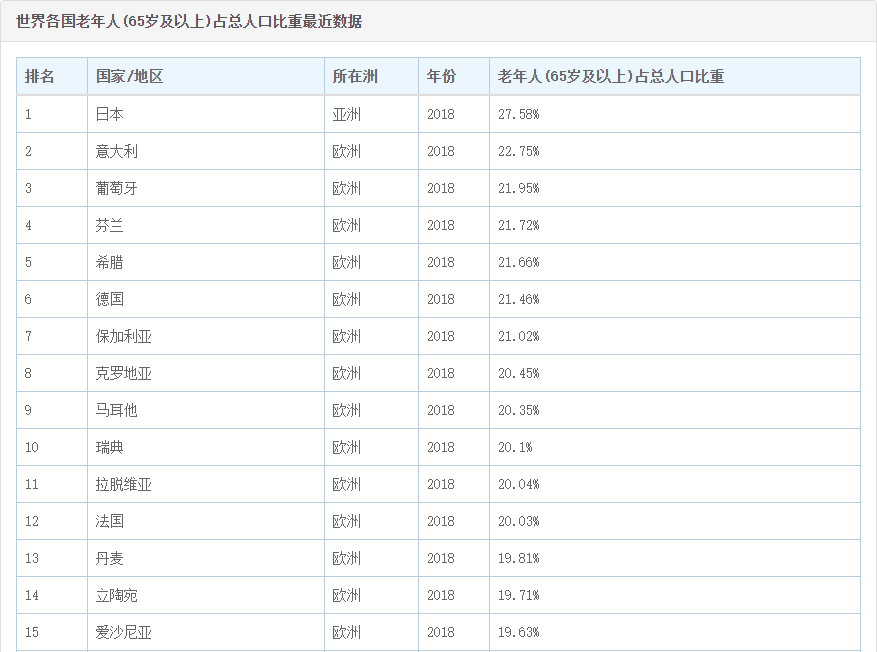 世界各国老年人(65岁及以上)占总人口比重最近数据
排名 国家/地区 所在洲 年份 老年人(65岁及以上)占总人口比重
1 日本 亚洲 2018 27.58%
2 意大利 欧洲 2018 22.75%
3 葡萄牙 欧洲 2018 21.95%
4 芬兰 欧洲 2018 21.72%
5 希腊 欧洲 2018 21.66%
6 德国 欧洲 2018 21.46%
7 保加利亚 欧洲 2018 21.02%
8 克罗地亚 欧洲 2018 20.45%
9 马耳他 欧洲 2018 20.35%
10 瑞典 欧洲 2018 20.1%
11 拉脱维亚 欧洲 2018 20.04%
12 法国 欧洲 2018 20.03%
13 丹麦 欧洲 2018 19.81%
14 立陶宛 欧洲 2018 19.71%
15 爱沙尼亚 欧洲 2018 19.63%